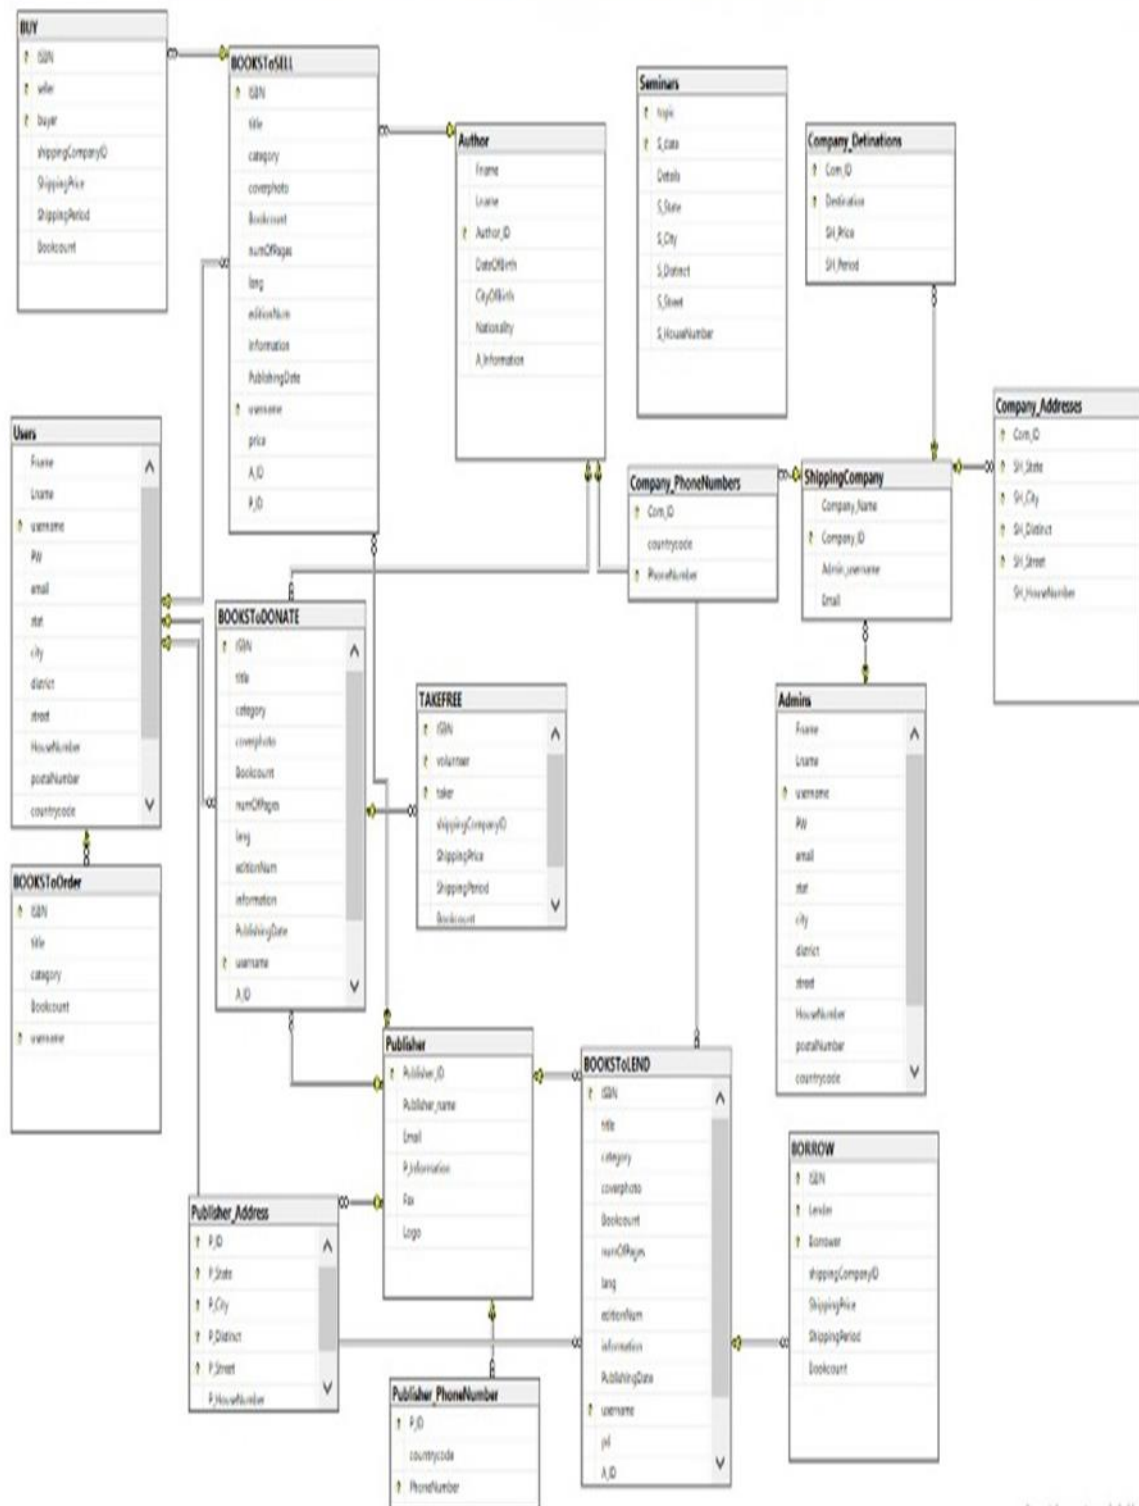 BUY
ISBN
seller
buyer
shippingCompanyID
ShippingPrice
ShippingPeriod
Bookcount
BOOKSToSELL
ISBN
title
category
coverphoto
Bookcount
numOfPages
lang
editionNum
information
PublishingDate
username
price
A_ID
P_ID
Author
Fname
Lname
Author_ID
DateOfBirth
CityOfBirth
Nationality
A_Information
Seminars
topic
S_date
Details
S_State
S_City
S_Distinct
S_Street
S_HouseNumber
Company_Detinations
Com_ID
Destination
SH_Price
SH_Period
Company_Addresses
Com_ID
SH_State
SH_City
SH_Distinct
SH_Street
SH_HouseNumber
Users
Fname
Lname
username
PW
email
stat
city
district
street
HouseNumber
postalNumber
countrycode
Company_PhoneNumbers
Com_ID
countrycode
PhoneNumber
ShippingCompany
Company_Name
Company_ID
Admin_username
Email
BOOKSToDONATE
ISBN
title
category
coverphoto
Bookcount
numOfPages
lang
editionNum
information
PublishingDate
username
A_ID
TAKEFREE
ISBN
volunteer
taker
shippingCompanyID
ShippingPrice
ShippingPeriod
Bookcount
Admins
Fname
Lname
username
PW
email
stat
city
district
street
HouseNumber
postalNumber
countrycode
BOOKSToOrder
ISBN
title
category
Bookcount
username
Publisher
Publisher_ID
Publisher_name
Email
P_Information
Fax
Logo
BOOKSToLEND
ISBN
title
category
coverphoto
Bookcount
numOfPages
lang
editionNum
information
PublishingDate
username
A_ID
BORROW
ISBN
Lender
Borrower
shippingCompanyID
ShippingPrice
ShippingPeriod
Bookcount
Publisher_Address
P_ID
P_State
P_City
P_Distinct
P_Street
P_HouseNumber
Publisher_PhoneNumber
P_ID
countrycode
PhoneNumber